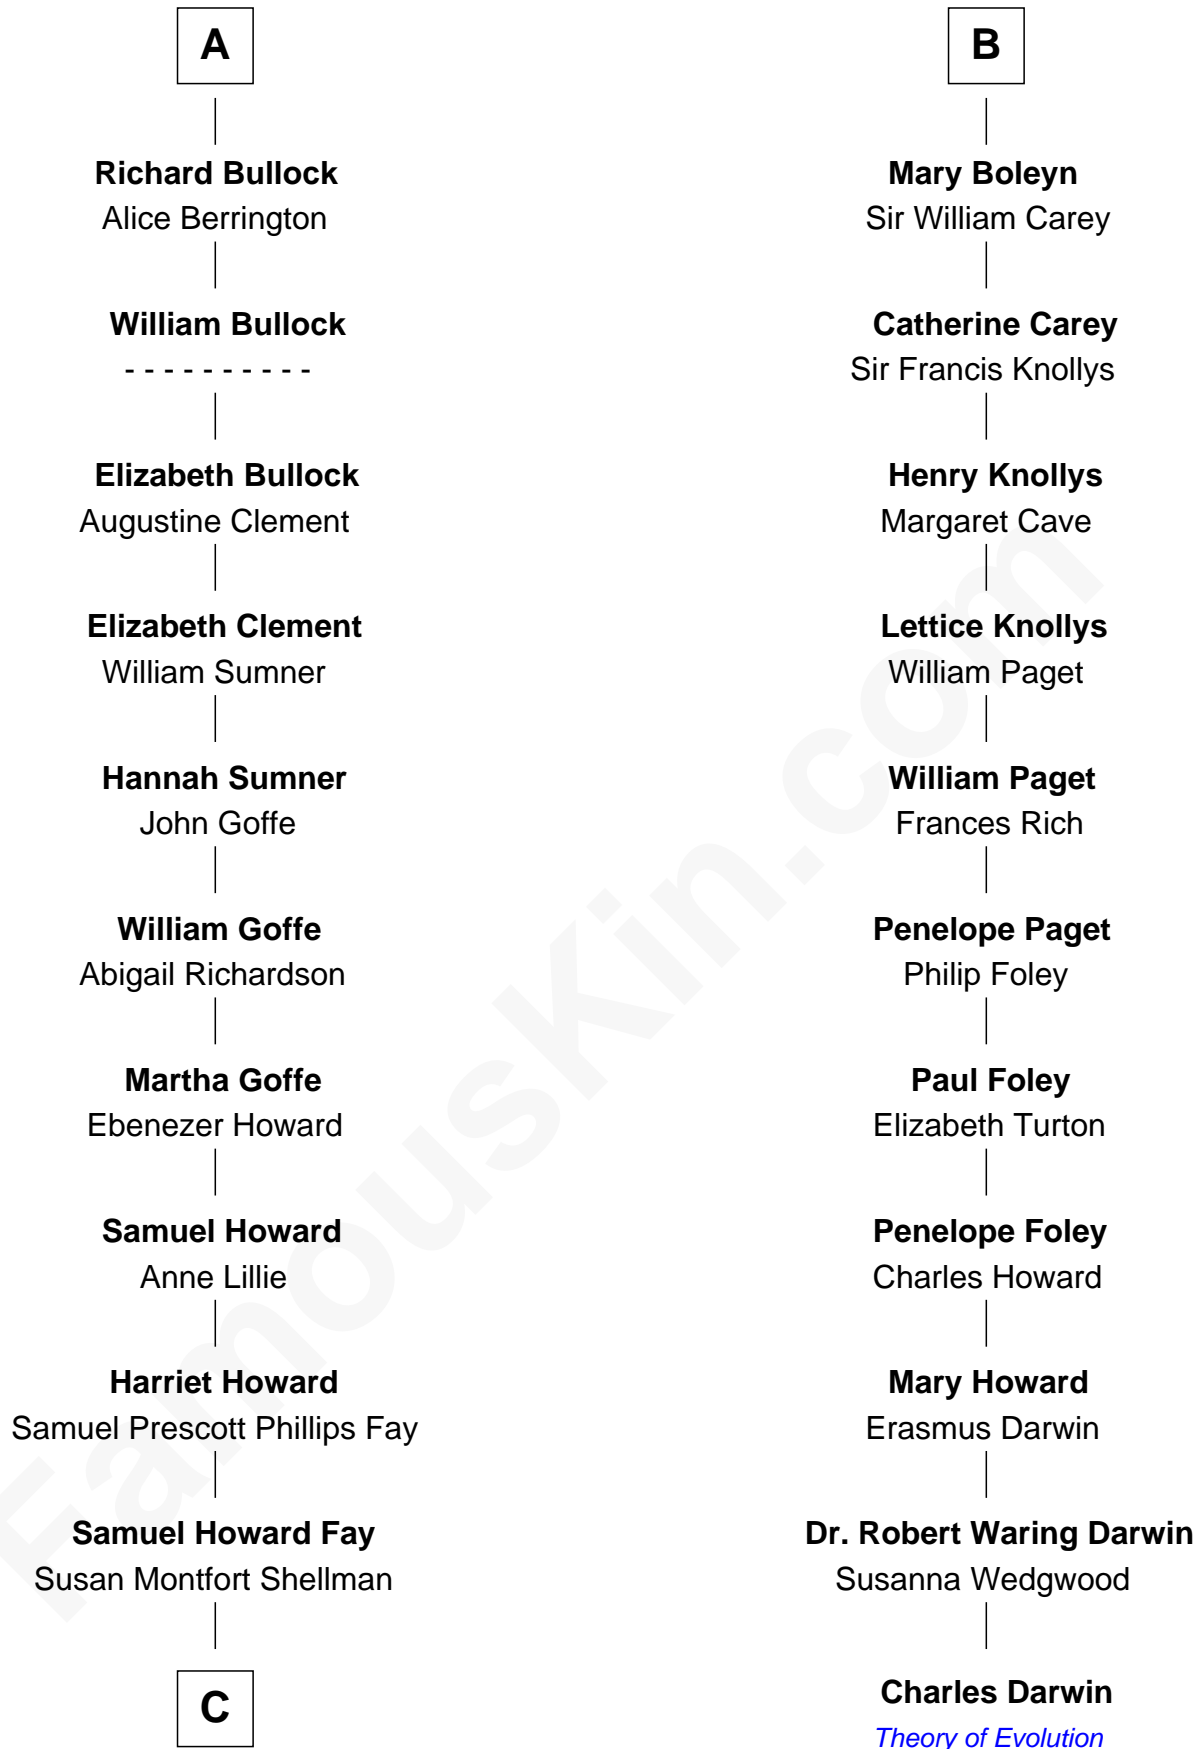 A
Richard Bullock
Alice Berrington
William Bullock
- - - - - - - - - -
Elizabeth Bullock
Augustine Clement
Elizabeth Clement
William Sumner
Hannah Sumner
John Goffe
William Goffe
Abigail Richardson
Martha Goffe
Ebenezer Howard
Samuel Howard
Anne Lillie
Harriet Howard
Samuel Prescott Phillips Fay
Samuel Howard Fay
Susan Montfort Shellman
C
B
Mary Boleyn
Sir William Carey
Catherine Carey
Sir Francis Knollys
Henry Knollys
Margaret Cave
Lettice Knollys
William Paget
William Paget
Frances Rich
Penelope Paget
Philip Foley
Paul Foley
Elizabeth Turton
Penelope Foley
Charles Howard
Mary Howard
Erasmus Darwin
Dr. Robert Waring Darwin
Susanna Wedgwood
Charles Darwin
Theory of Evolution
FamousKin.com